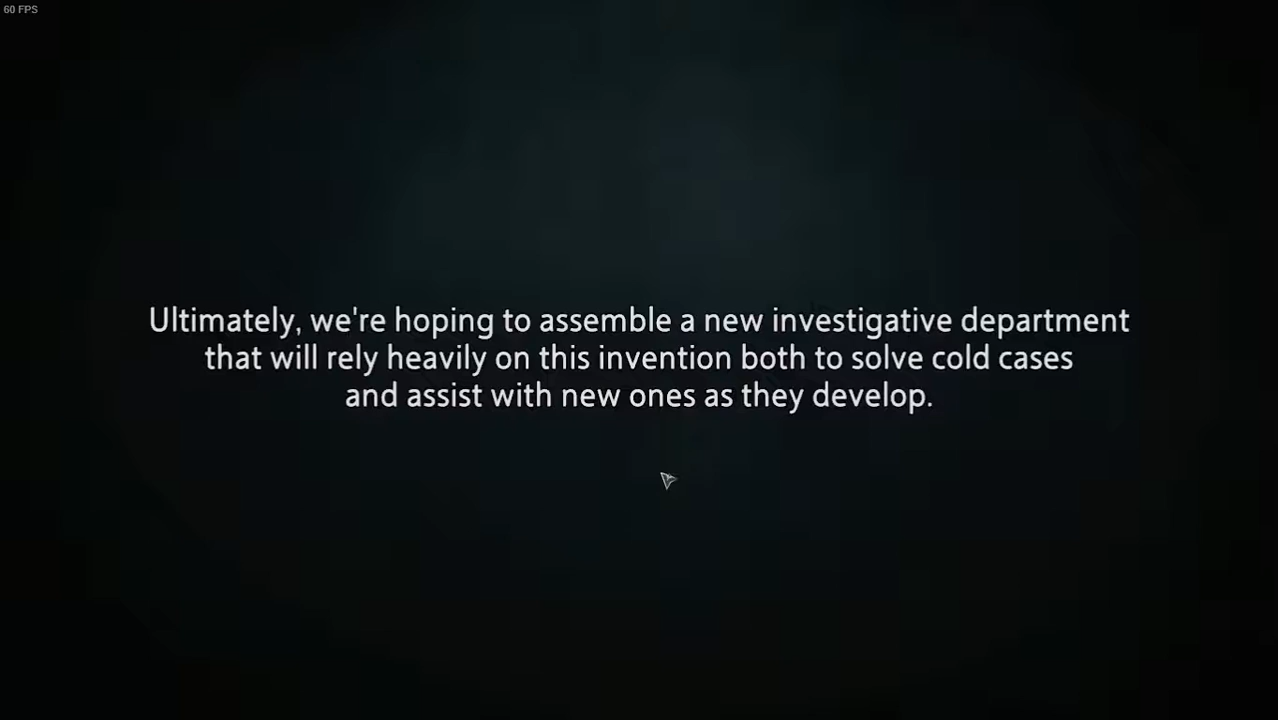 60 FPS
Ultimately, we're hoping to assemble a new investigative department
that will rely heavily on this invention both to solve cold cases
and assist with new ones as they develop.